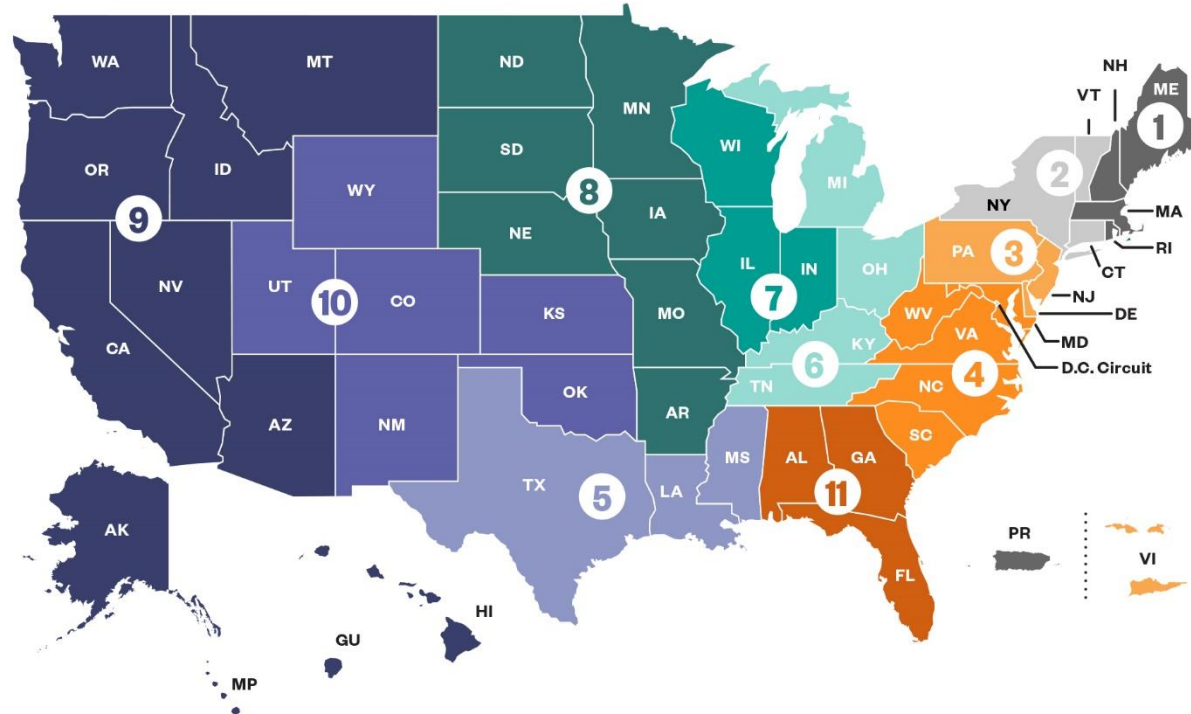 WA
MT
ND
MN
NH
ME
VT
1
OR
ID
SD
WI
MI
2
WY
8
9
IA
NY
MA
NE
PA
3
RI
CT
NV
UT
10
CO
IL
7
IN
OH
NJ
DE
KS
MO
WV
VA
MD
CA
KY
6
D.C. Circuit
4
TN
NC
OK
AZ
NM
AR
SC
MS
AL
GA
TX
5
LA
11
AK
PR
VI
FL
HI
GU
MP